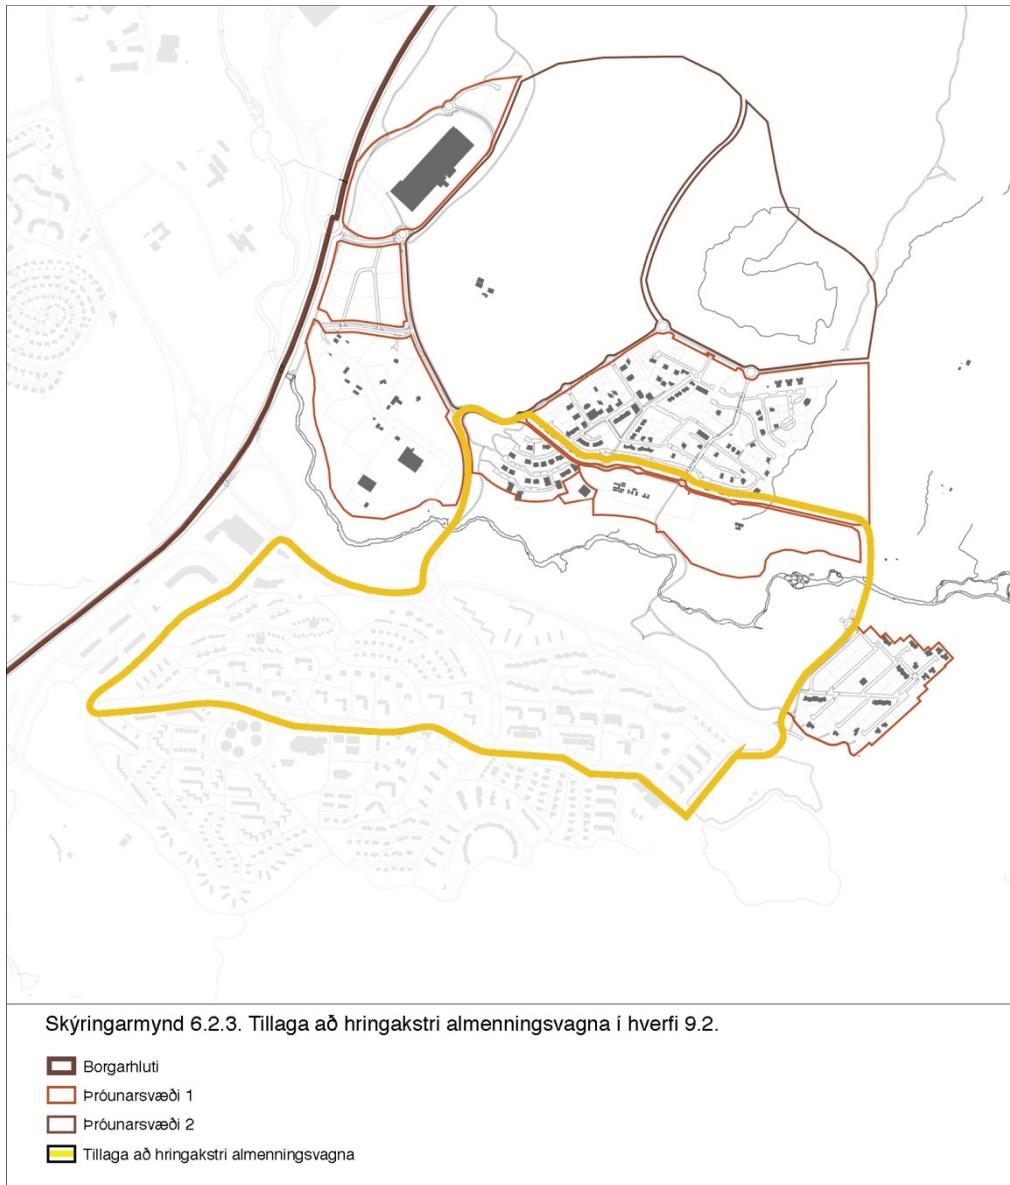 Skýringarmynd 6.2.3. Tillaga að hringakstri almenningsvagna í hverfi 9.2.
Borgarhluti
Þróunarsvæði 1
Þróunarsvæði 2
Tillaga að hringakstri almenningsvagna